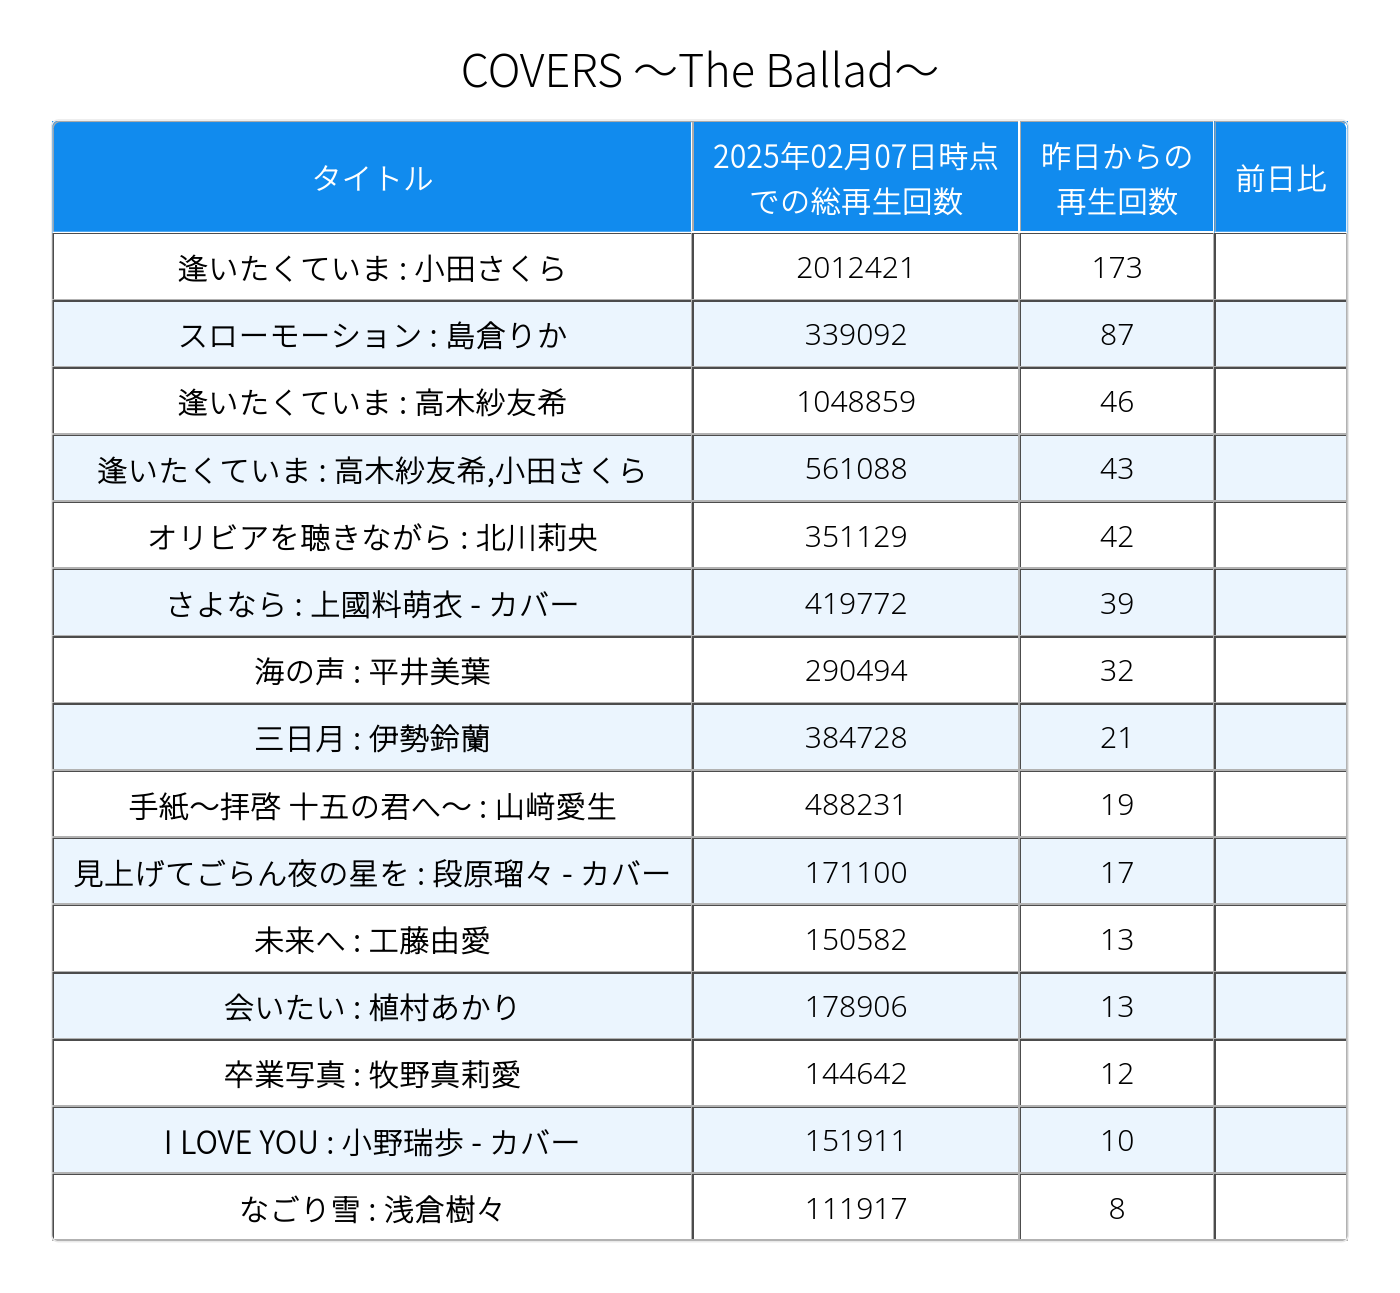 COVERS ～The Ballad～
タイトル
2025年02月07日時点
での総再生回数
昨日からの
再生回数
前日比
逢いたくていま : 小田さくら 2012421 173
スローモーション : 島倉りか 339092 87
逢いたくていま : 高木紗友希 1048859 46
逢いたくていま : 高木紗友希,小田さくら 561088 43
オリビアを聴きながら : 北川莉央 351129 42
さよなら : 上國料萌衣 - カバー 419772 39
海の声 : 平井美葉 290494 32
三日月 : 伊勢鈴蘭 384728 21
手紙～拝啓 十五の君へ～ : 山﨑愛生 488231 19
見上げてごらん夜の星を : 段原瑠々 - カバー 171100 17
未来へ : 工藤由愛 150582 13
会いたい : 植村あかり 178906 13
卒業写真 : 牧野真莉愛 144642 12
I LOVE YOU : 小野瑞歩 - カバー 151911 10
なごり雪 : 浅倉樹々 111917 8